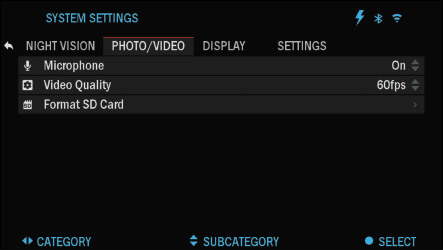 SYSTEM SETTINGS
NIGHT VISION PHOTO/VIDEO DISPLAY SETTINGS
Microphone On
Video Quality 60fps
Format SD Card
CATEGORY SUBCATEGORY SELECT